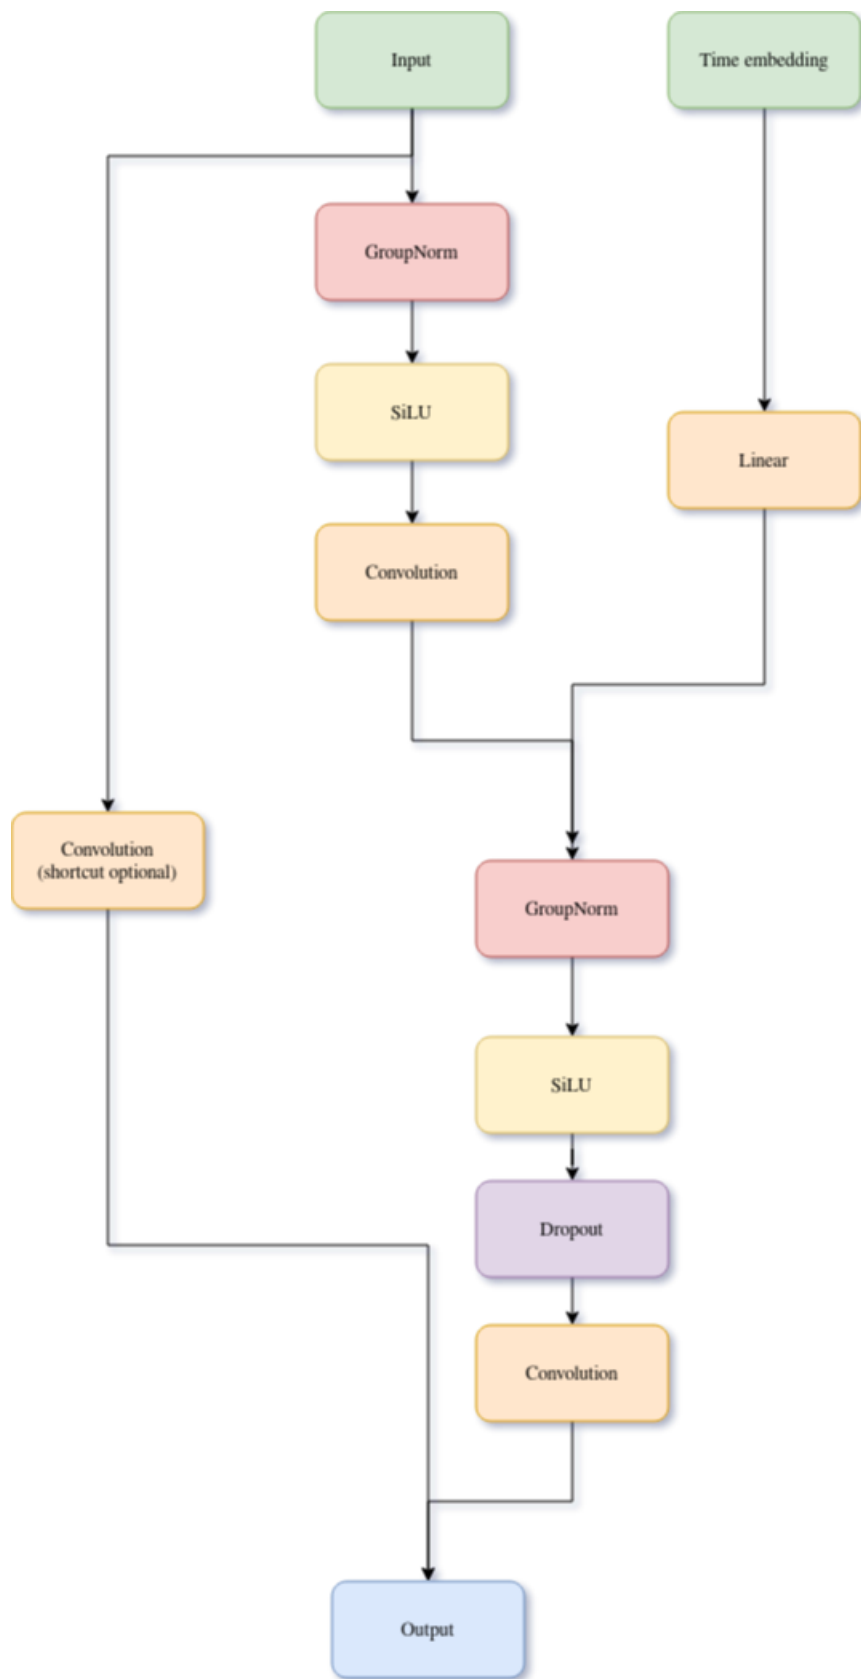 Input
Time embedding
GroupNorm
SiLU
Linear
Convolution
Convolution
(shortcut optional)
GroupNorm
SiLU
Dropout
Convolution
Output